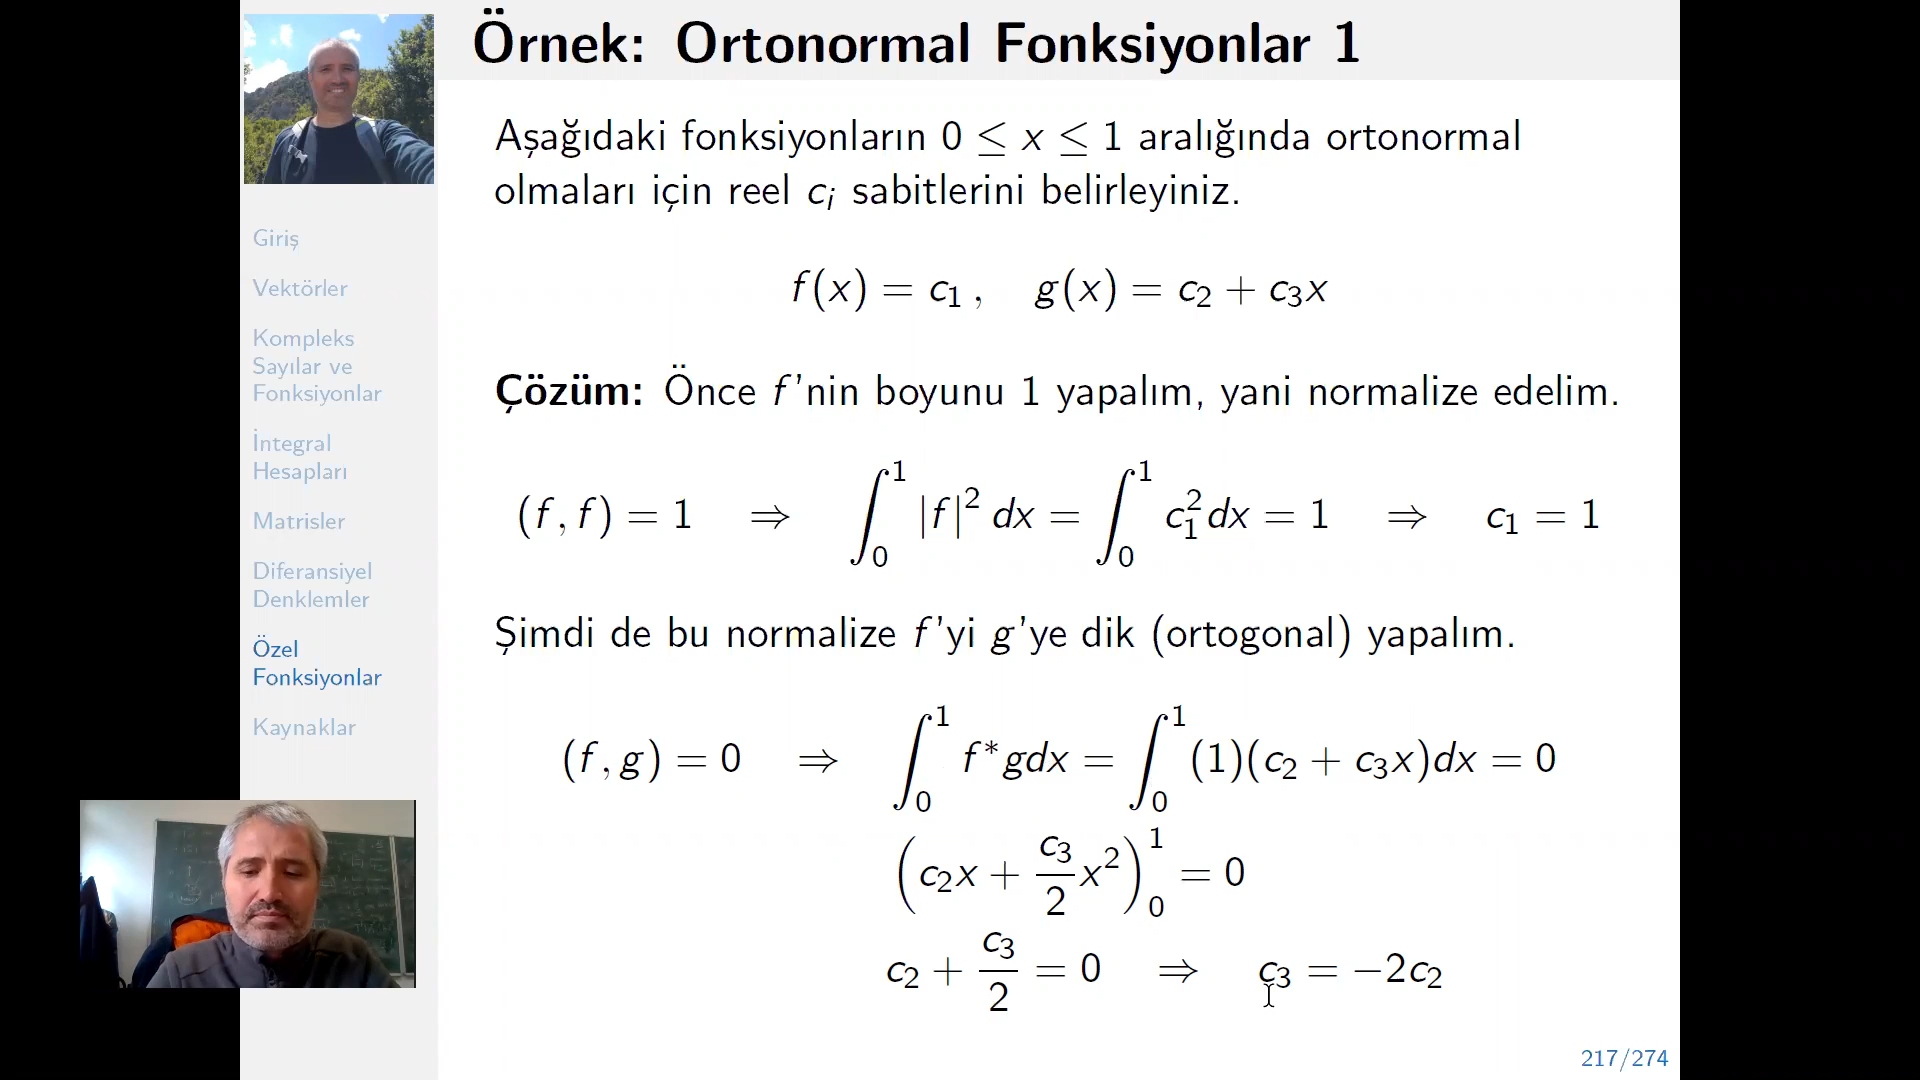 Örnek: Ortonormal Fonksiyonlar 1
Aşağıdaki fonksiyonların 0 ≤ x ≤ 1 aralığında ortonormal
olmaları için reel c_i sabitlerini belirleyiniz.
f(x) = c_1 ,   g(x) = c_2 + c_3x
Çözüm: Önce f'nin boyunu 1 yapalım, yani normalize edelim.
(f, f) = 1 ⇒ ∫_0^1 |f|^2 dx = ∫_0^1 c_1^2 dx = 1 ⇒ c_1 = 1
Şimdi de bu normalize f'yi g'ye dik (ortogonal) yapalım.
(f, g) = 0 ⇒ ∫_0^1 f*gdx = ∫_0^1 (1)(c_2 + c_3x)dx = 0
(c_2x + c_3/2 x^2)_0^1 = 0
c_2 + c_3/2 = 0 ⇒ c_3 = −2c_2
Giriş
Vektörler
Kompleks
Sayılar ve
Fonksiyonlar
İntegral
Hesapları
Matrisler
Diferansiyel
Denklemler
Özel
Fonksiyonlar
Kaynaklar
217/274